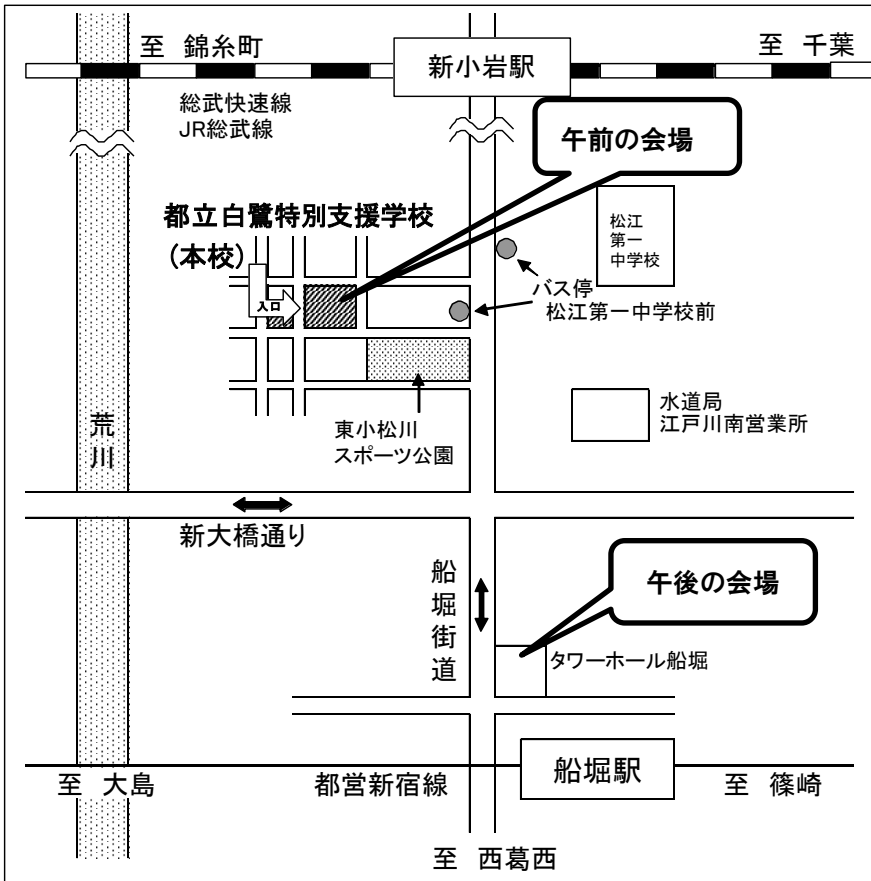 至 錦糸町
至 千葉
新小岩駅
総武快速線
JR総武線
午前の会場
都立白鷺特別支援学校
(本校)
松江
第一
中学校
入口
バス停
松江第一中学校前
水道局
江戸川南営業所
東小松川
スポーツ公園
荒川
新大橋通り
船堀街道
午後の会場
タワーホール船堀
船堀駅
至 大島
都営新宿線
至 篠崎
至 西葛西